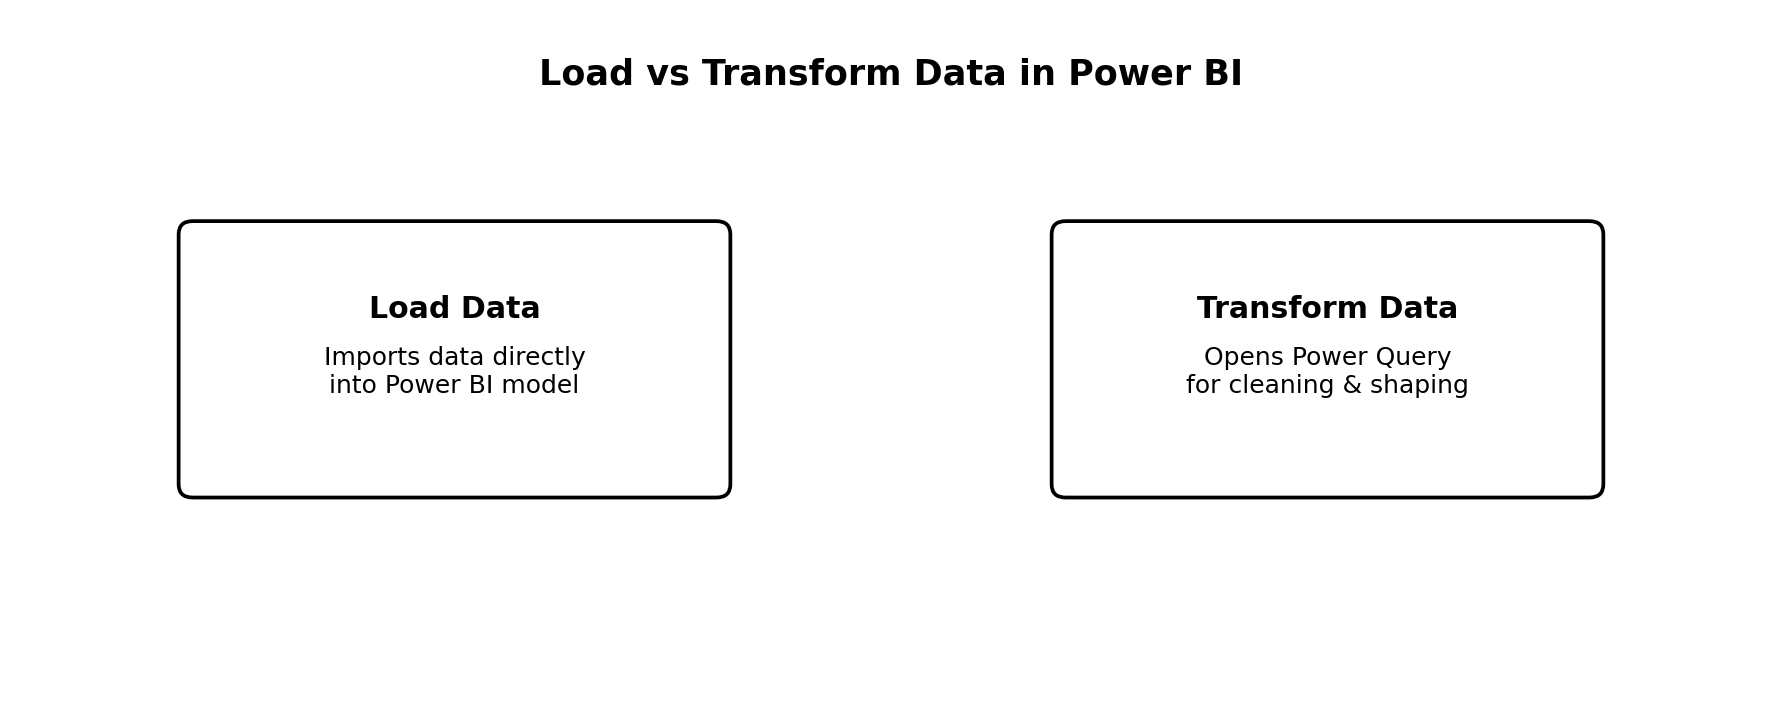 Load vs Transform Data in Power BI
Load Data
Imports data directly
into Power BI model
Transform Data
Opens Power Query
for cleaning & shaping